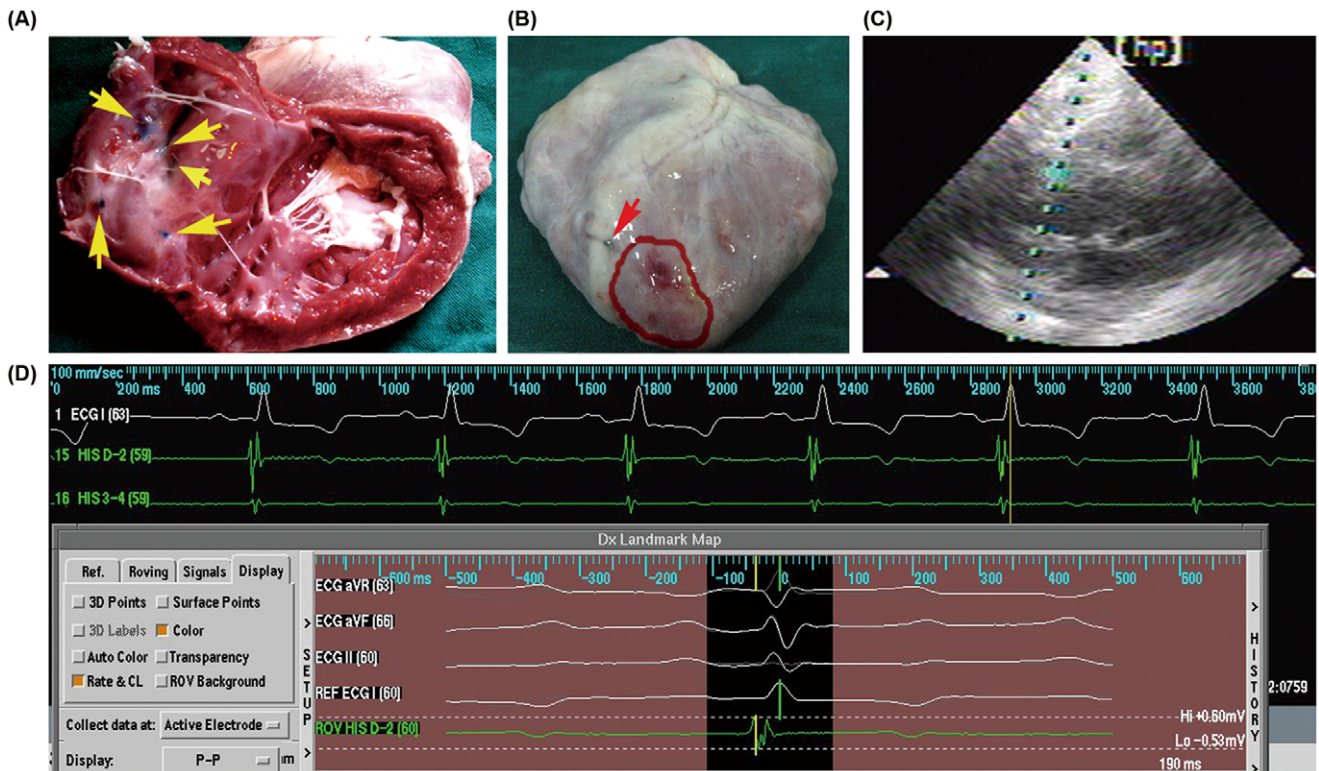 (A)
(B)
(C)
[hp]
(D)
100 mm/sec
0 200 ms 400 600 800 1000 1200 1400 1600 1800 2000 2200 2400 2600 2800 3000 3200 3400 3600 38
1 ECG I (63)
15 HIS D-2 (59)
16 HIS 3-4 (59)
Dx Landmark Map
Ref. Roving Signals Display
-600 ms -500 -400 -300 -200 -100 0 100 200 300 400 500 600
3D Points Surface Points
3D Labels Color
Auto Color Transparency
Rate & CL ROV Background
Collect data at: Active Electrode
Display: P-P
SETUP
ECG aVR (63)
ECG aVF (66)
ECG II (60)
REF ECG I (60)
ROV HIS D-2 (60)
Hi +0.60mV
Lo -0.53mV
190 ms
HISTORY
2:0759